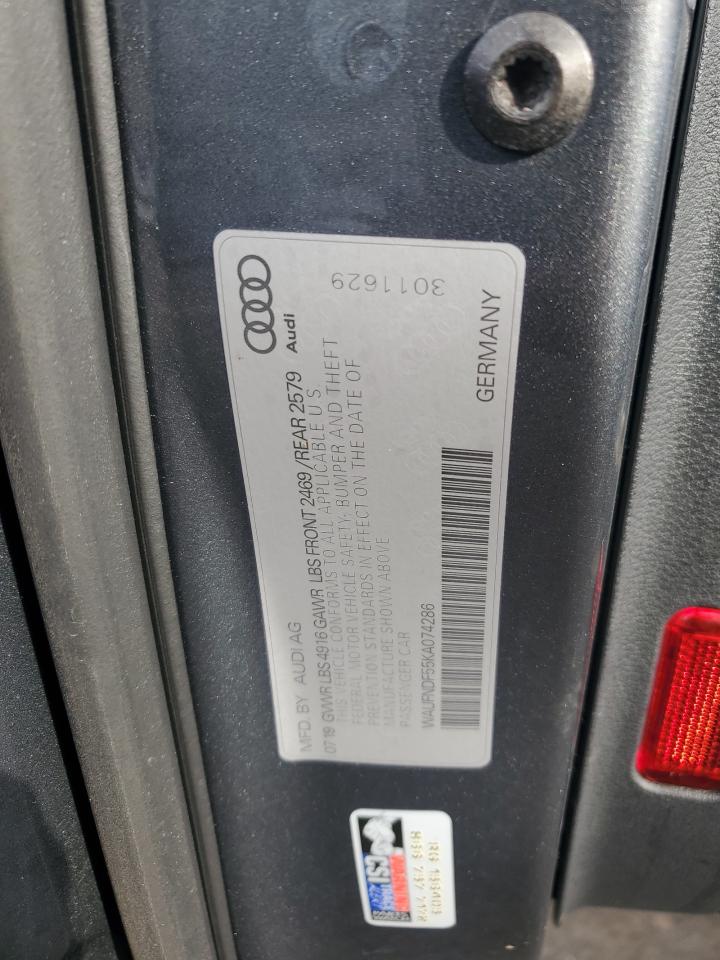 Audi
3011629
MFD. BY AUDI AG
07 19 GWR LBS 4916 GAWR LBS FRONT 2469 / REAR 2579
THIS VEHICLE CONFORMS TO ALL APPLICABLE U S
FEDERAL MOTOR VEHICLE SAFETY, BUMPER AND THEFT
PREVENTION STANDARDS IN EFFECT ON THE DATE OF
MANUFACTURE SHOWN ABOVE
PASSENGER CAR
WAUFNDF55KA074286
GERMANY
CSI